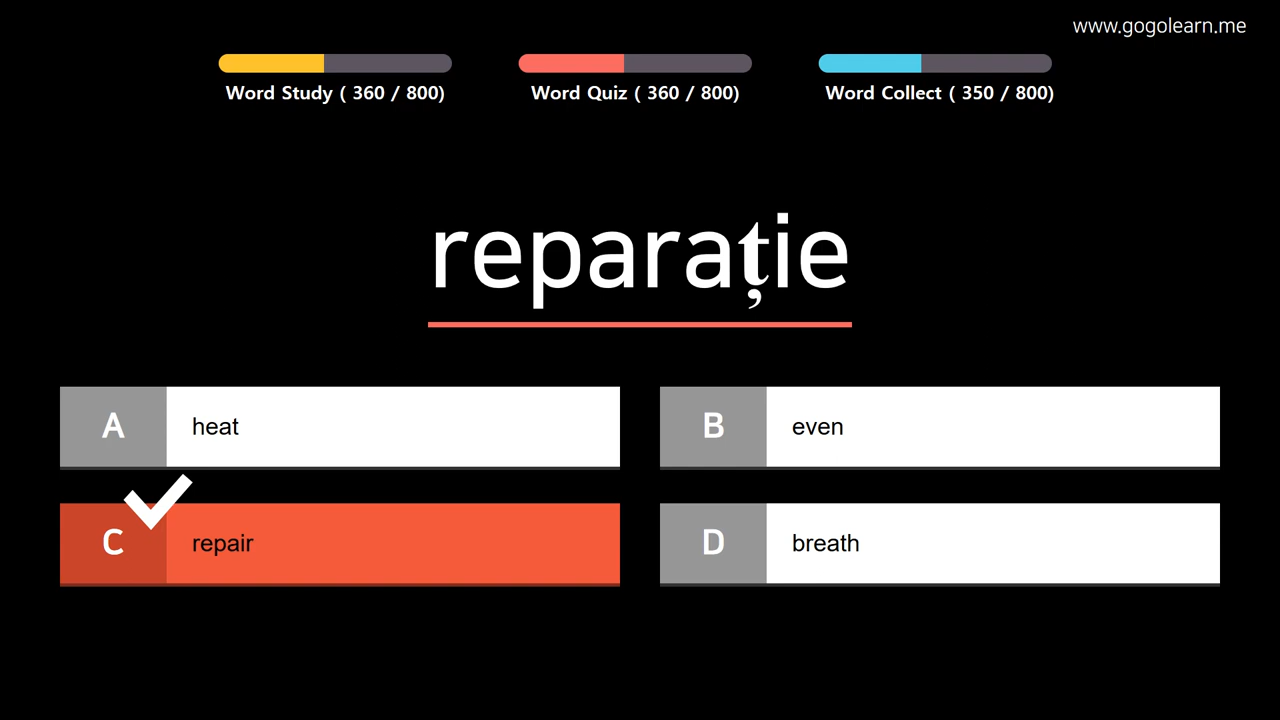 www.gogolearn.me
Word Study ( 360 / 800)
Word Quiz ( 360 / 800)
Word Collect ( 350 / 800)
reparație
A heat
B even
C repair
D breath